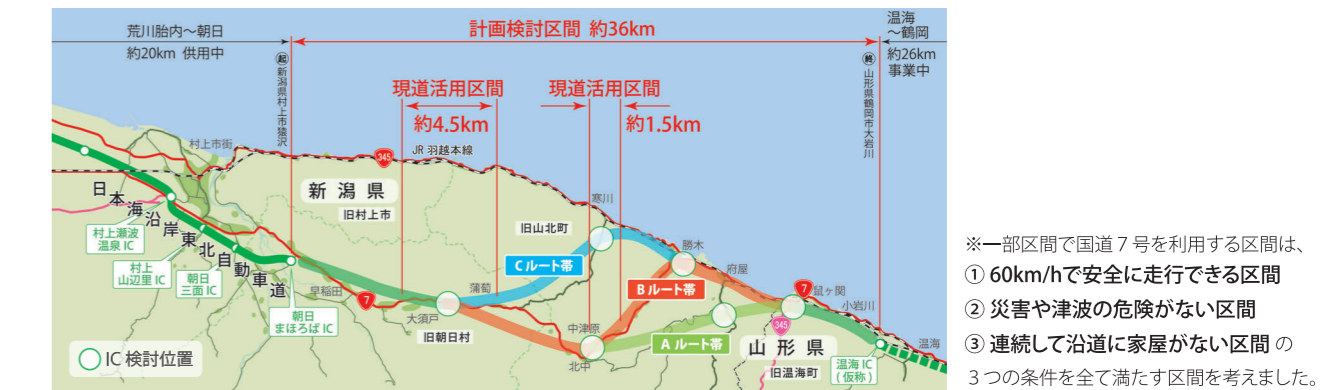 荒川胎内～朝日
約20km 供用中
計画検討区間 約36km
温海
～鶴岡
約26km
事業中
起 新潟県村上市猿沢
終 山形県鶴岡市大岩川
現道活用区間
約4.5km
現道活用区間
約1.5km
村上市街
345
JR 羽越本線
新潟県
旧村上市
寒川
旧山北町
勝木
府屋
日本海沿岸東北自動車道
村上瀬波
温泉 IC
村上
山辺里 IC
朝日
三面 IC
朝日
まほろば IC
早稲田
7
大須戸
蒲萄
旧朝日村
C ルート帯
B ルート帯
A ルート帯
中津原
北中
7
鼠ヶ関
小岩川
345
山形県
旧温海町
温海
温海 IC
(仮称)
IC 検討位置
※一部区間で国道７号を利用する区間は、
① 60km/hで安全に走行できる区間
② 災害や津波の危険がない区間
③ 連続して沿道に家屋がない区間 の
３つの条件を全て満たす区間を考えました。